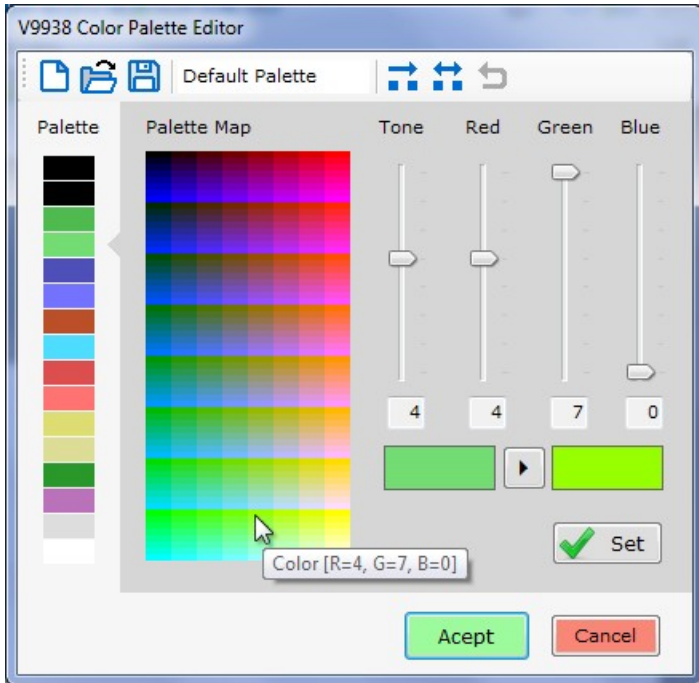 V9938 Color Palette Editor
Default Palette
Palette Palette Map Tone Red Green Blue
4 4 7 0
Color [R=4, G=7, B=0]
Set
Acept Cancel